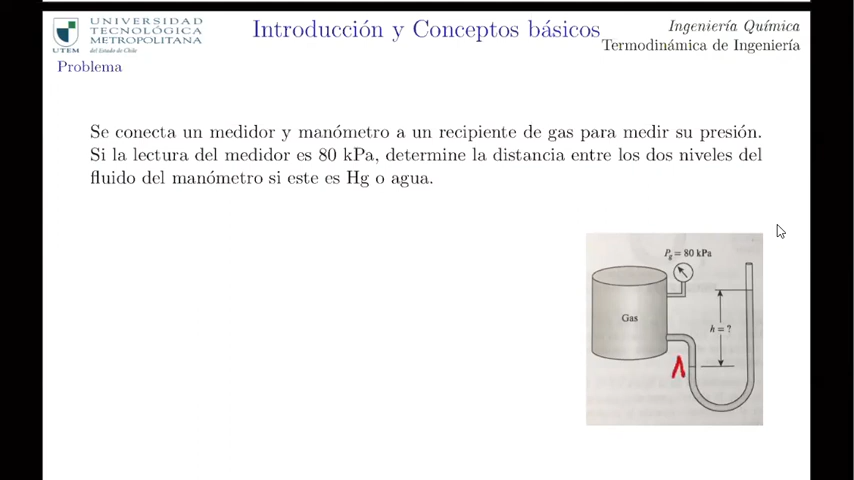 UNIVERSIDAD
TECNOLÓGICA
METROPOLITANA
del Estado de Chile
UTEM
Introducción y Conceptos básicos
Ingeniería Química
Termodinámica de Ingeniería
Problema
Se conecta un medidor y manómetro a un recipiente de gas para medir su presión.
Si la lectura del medidor es 80 kPa, determine la distancia entre los dos niveles del
fluido del manómetro si este es Hg o agua.
Pg = 80 kPa
Gas
h = ?